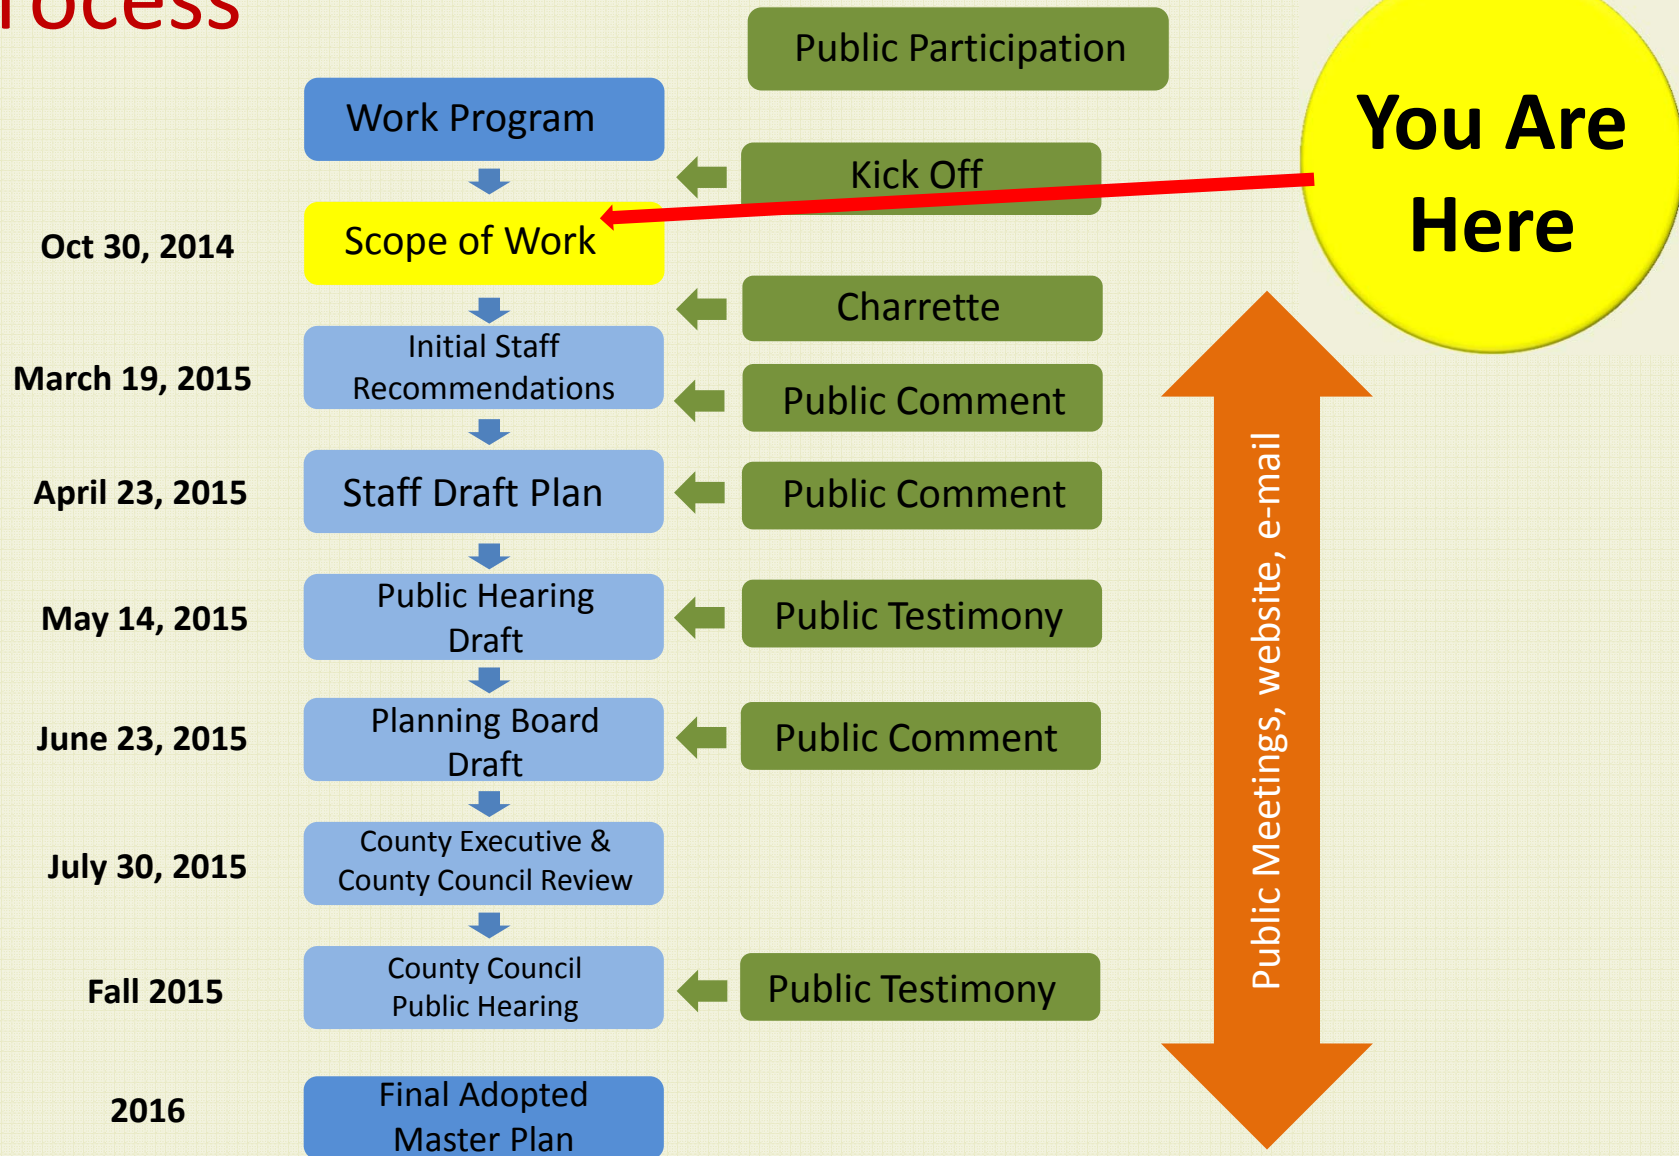 rocess
Public Participation
Work Program
You Are
Here
Kick Off
Oct 30, 2014
Scope of Work
Charrette
March 19, 2015
Initial Staff
Recommendations
Public Comment
April 23, 2015
Staff Draft Plan
Public Comment
May 14, 2015
Public Hearing
Draft
Public Testimony
June 23, 2015
Planning Board
Draft
Public Comment
July 30, 2015
County Executive &
County Council Review
Fall 2015
County Council
Public Hearing
Public Testimony
2016
Final Adopted
Master Plan
Public Meetings, website, e-mail